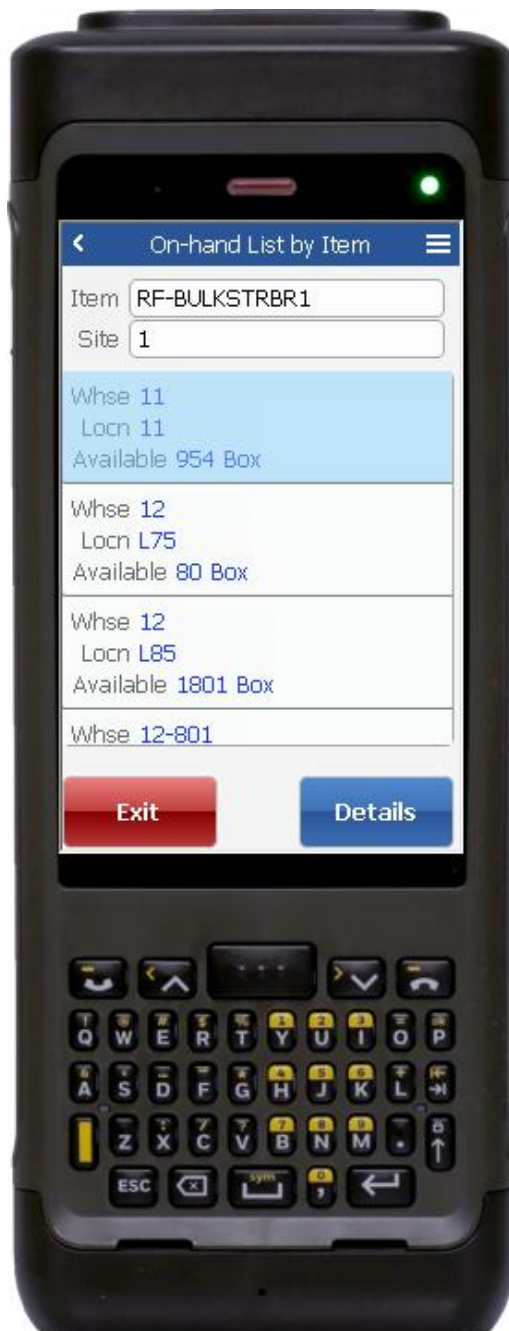 On-hand List by Item
Item RF-BULKSTRBR1
Site 1
Whse 11
Locn 11
Available 954 Box
Whse 12
Locn L75
Available 80 Box
Whse 12
Locn L85
Available 1801 Box
Whse 12-801
Exit Details
Q W E R T Y U I O P
A S D F G H J K L
Z X C V B N M .
ESC sym ,